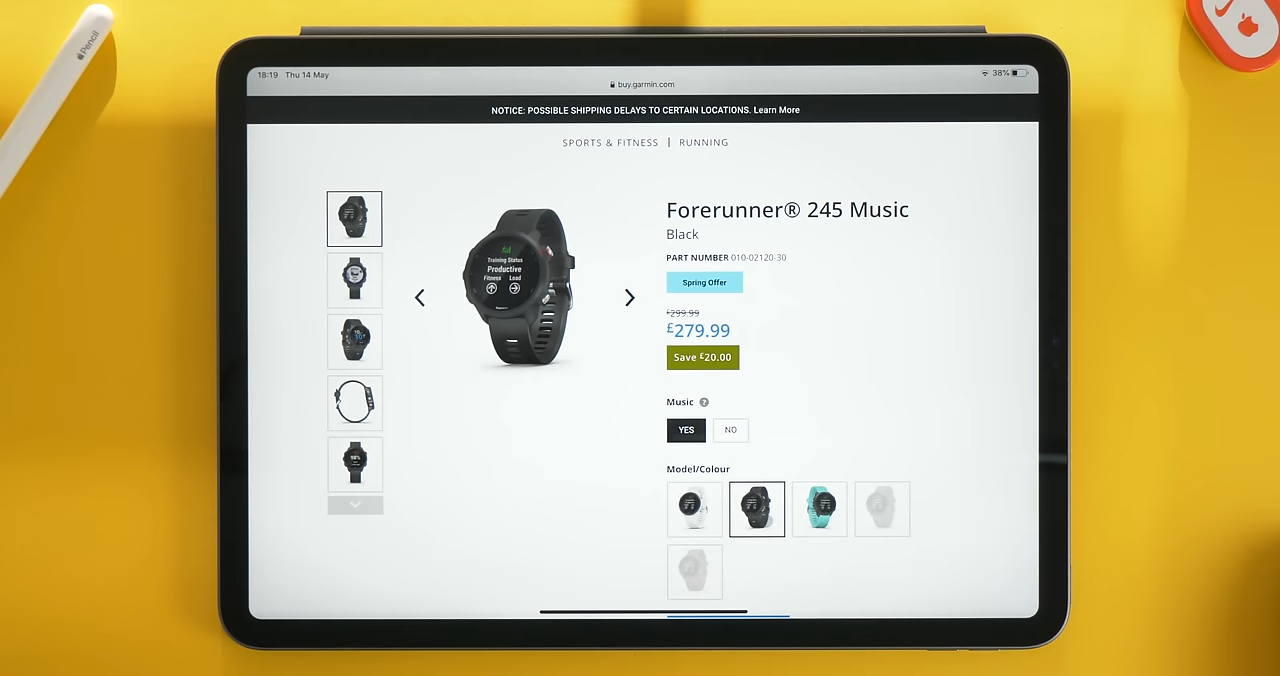 Pencil
18:19 Thu 14 May
38%
buy.garmin.com
NOTICE: POSSIBLE SHIPPING DELAYS TO CERTAIN LOCATIONS. Learn More
SPORTS & FITNESS | RUNNING
Forerunner® 245 Music
Black
PART NUMBER 010-02120-30
Spring Offer
£299.99
£279.99
Save £20.00
Training Status
Productive
Fitness Load
Music ?
YES NO
Model/Colour